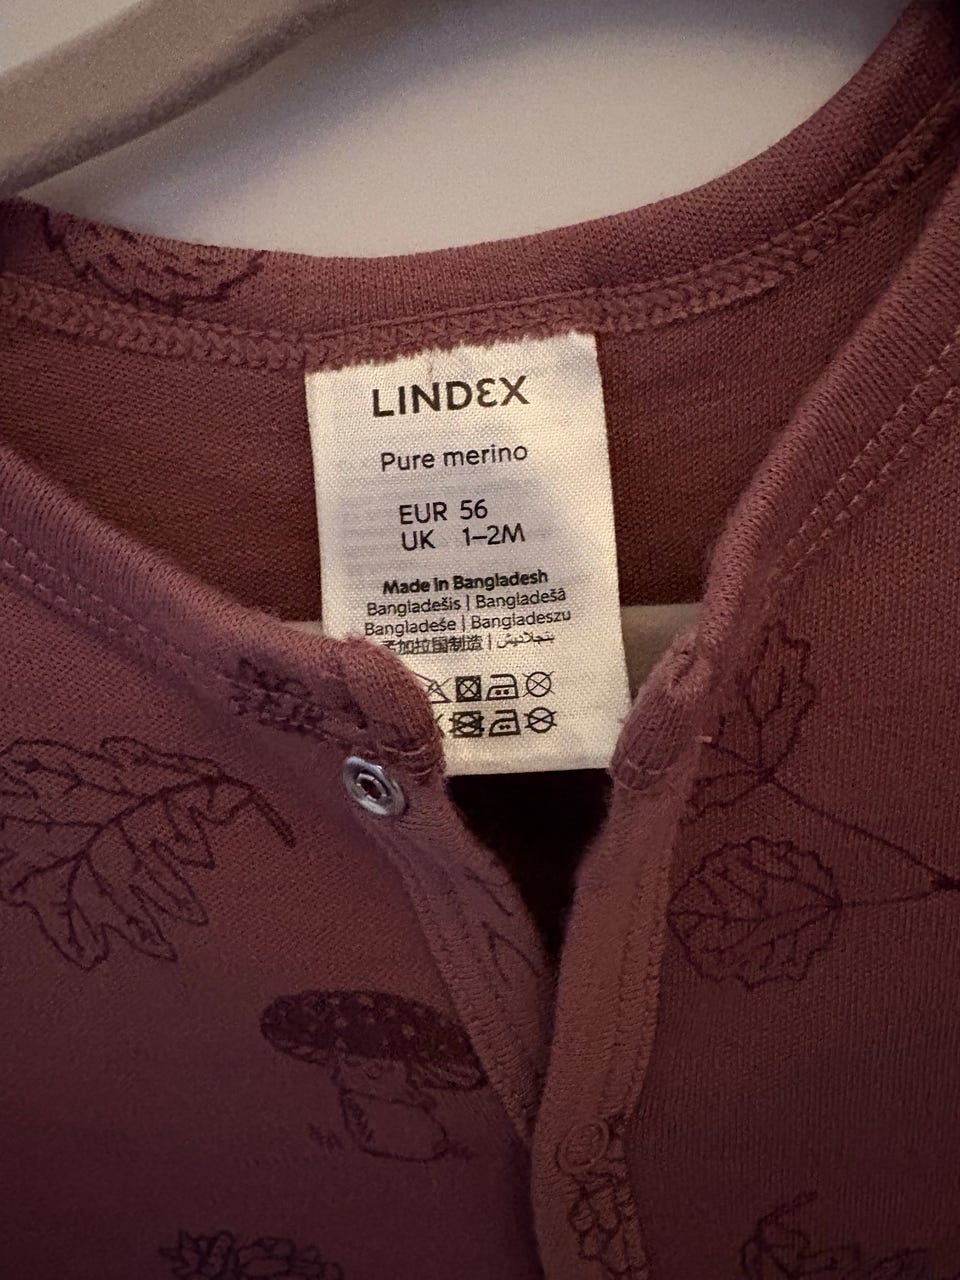 LINDEX
Pure merino
EUR 56
UK 1–2M
Made in Bangladesh
Bangladešis | Bangladešā
Bangladeše | Bangladeszu
孟加拉国制造 | بنجلاديش